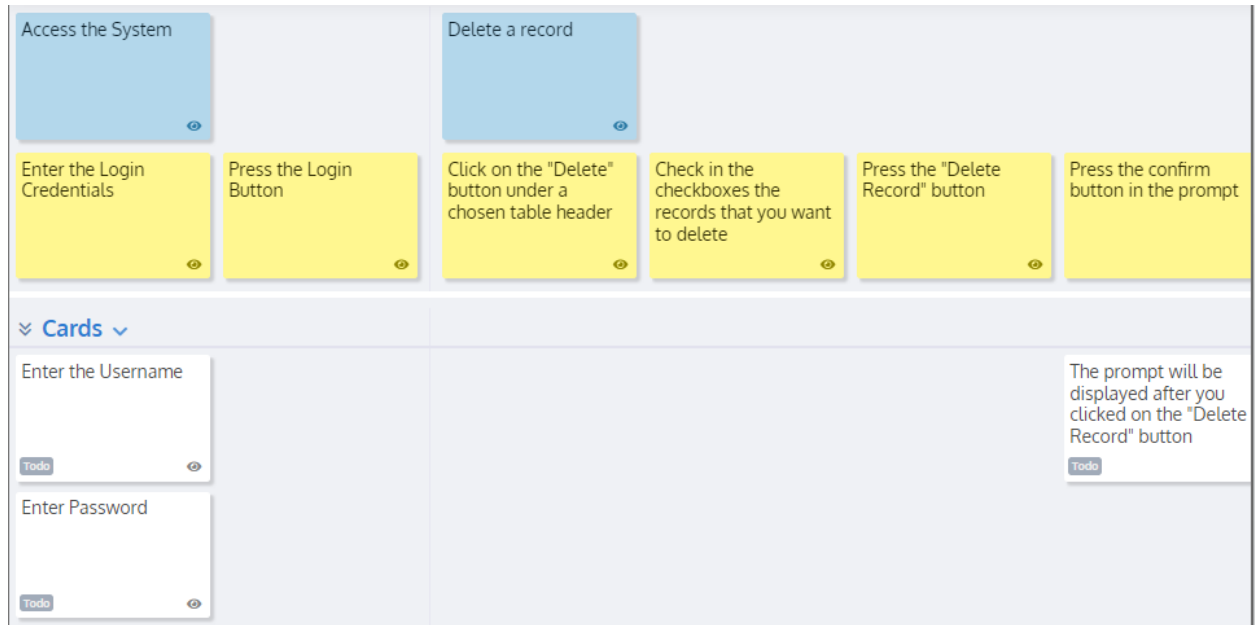 Access the System
Delete a record
Enter the Login
Credentials
Press the Login
Button
Click on the "Delete"
button under a
chosen table header
Check in the
checkboxes the
records that you want
to delete
Press the "Delete
Record" button
Press the confirm
button in the prompt
Cards
Enter the Username
Todo
The prompt will be
displayed after you
clicked on the "Delete
Record" button
Todo
Enter Password
Todo